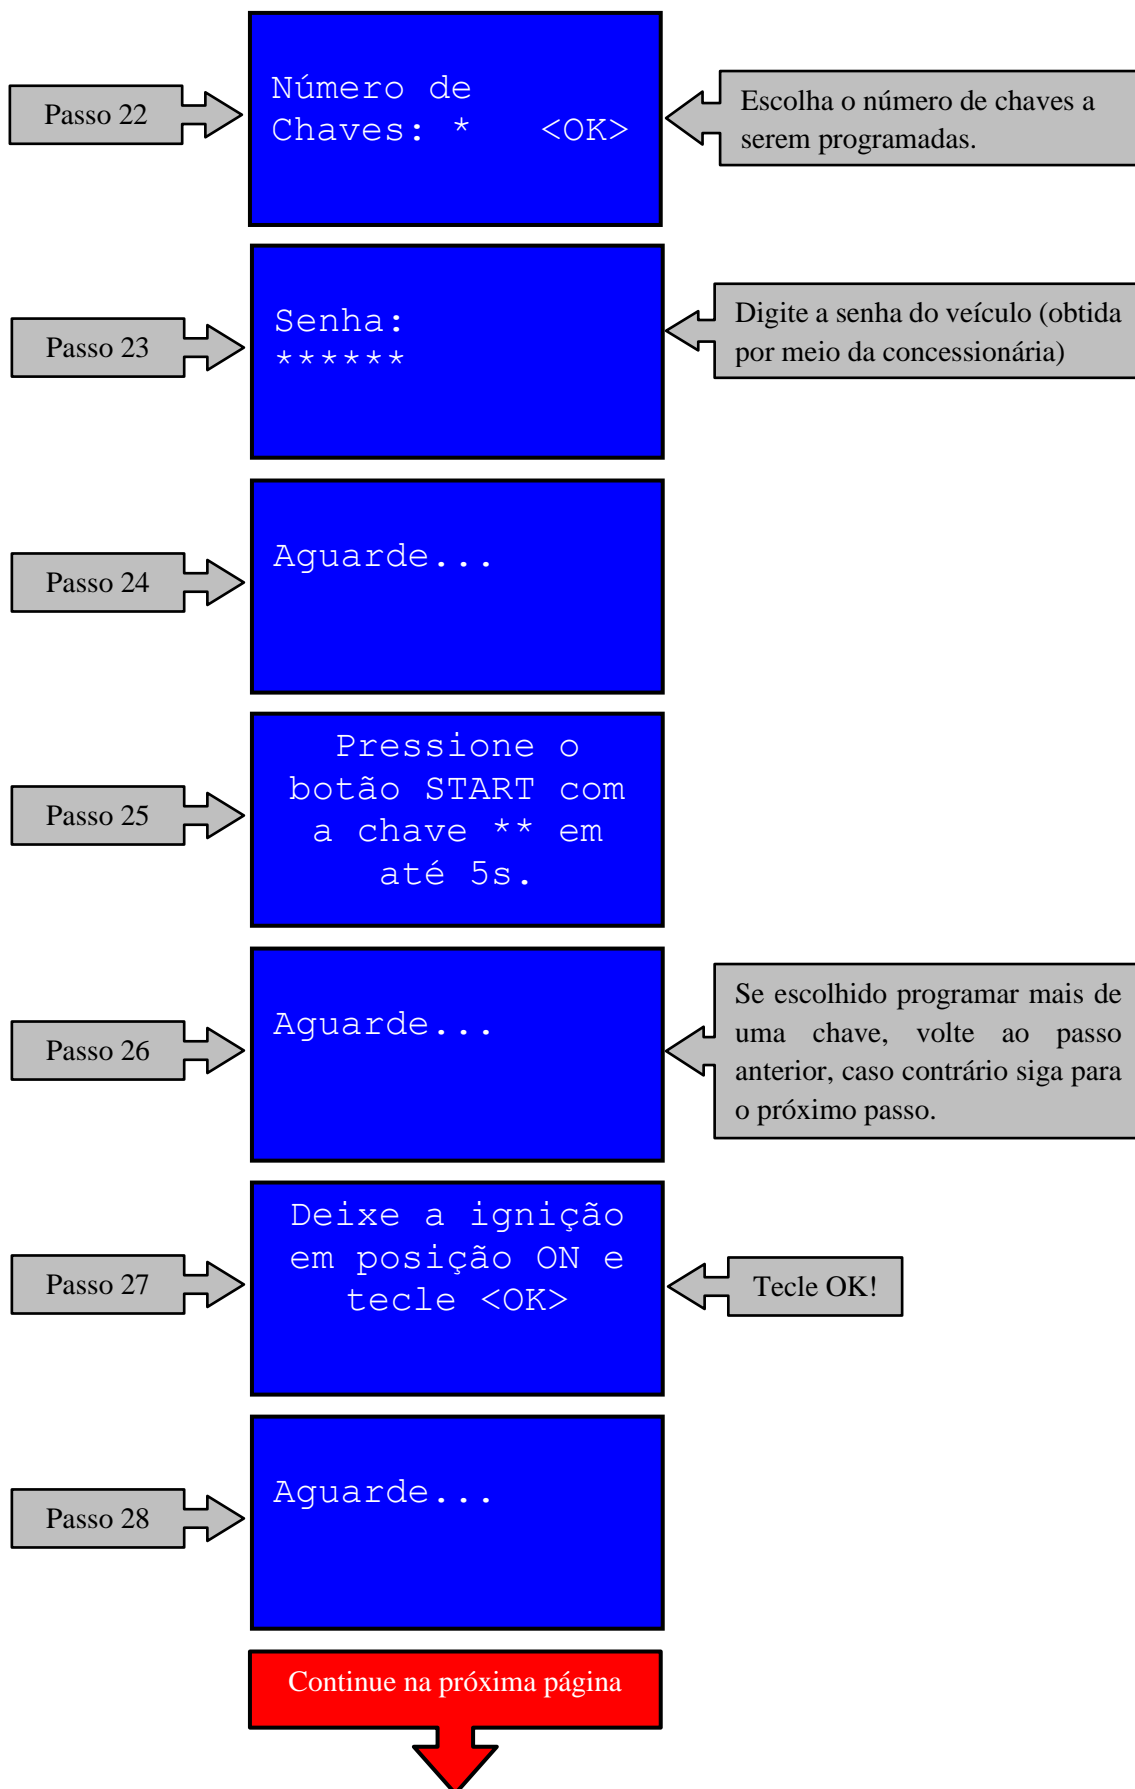 Passo 22
Número de
Chaves: * <OK>
Escolha o número de chaves a
serem programadas.
Passo 23
Senha:
******
Digite a senha do veículo (obtida
por meio da concessionária)
Passo 24
Aguarde...
Passo 25
Pressione o
botão START com
a chave ** em
até 5s.
Passo 26
Aguarde...
Se escolhido programar mais de
uma chave, volte ao passo
anterior, caso contrário siga para
o próximo passo.
Passo 27
Deixe a ignição
em posição ON e
tecle <OK>
Tecle OK!
Passo 28
Aguarde...
Continue na próxima página